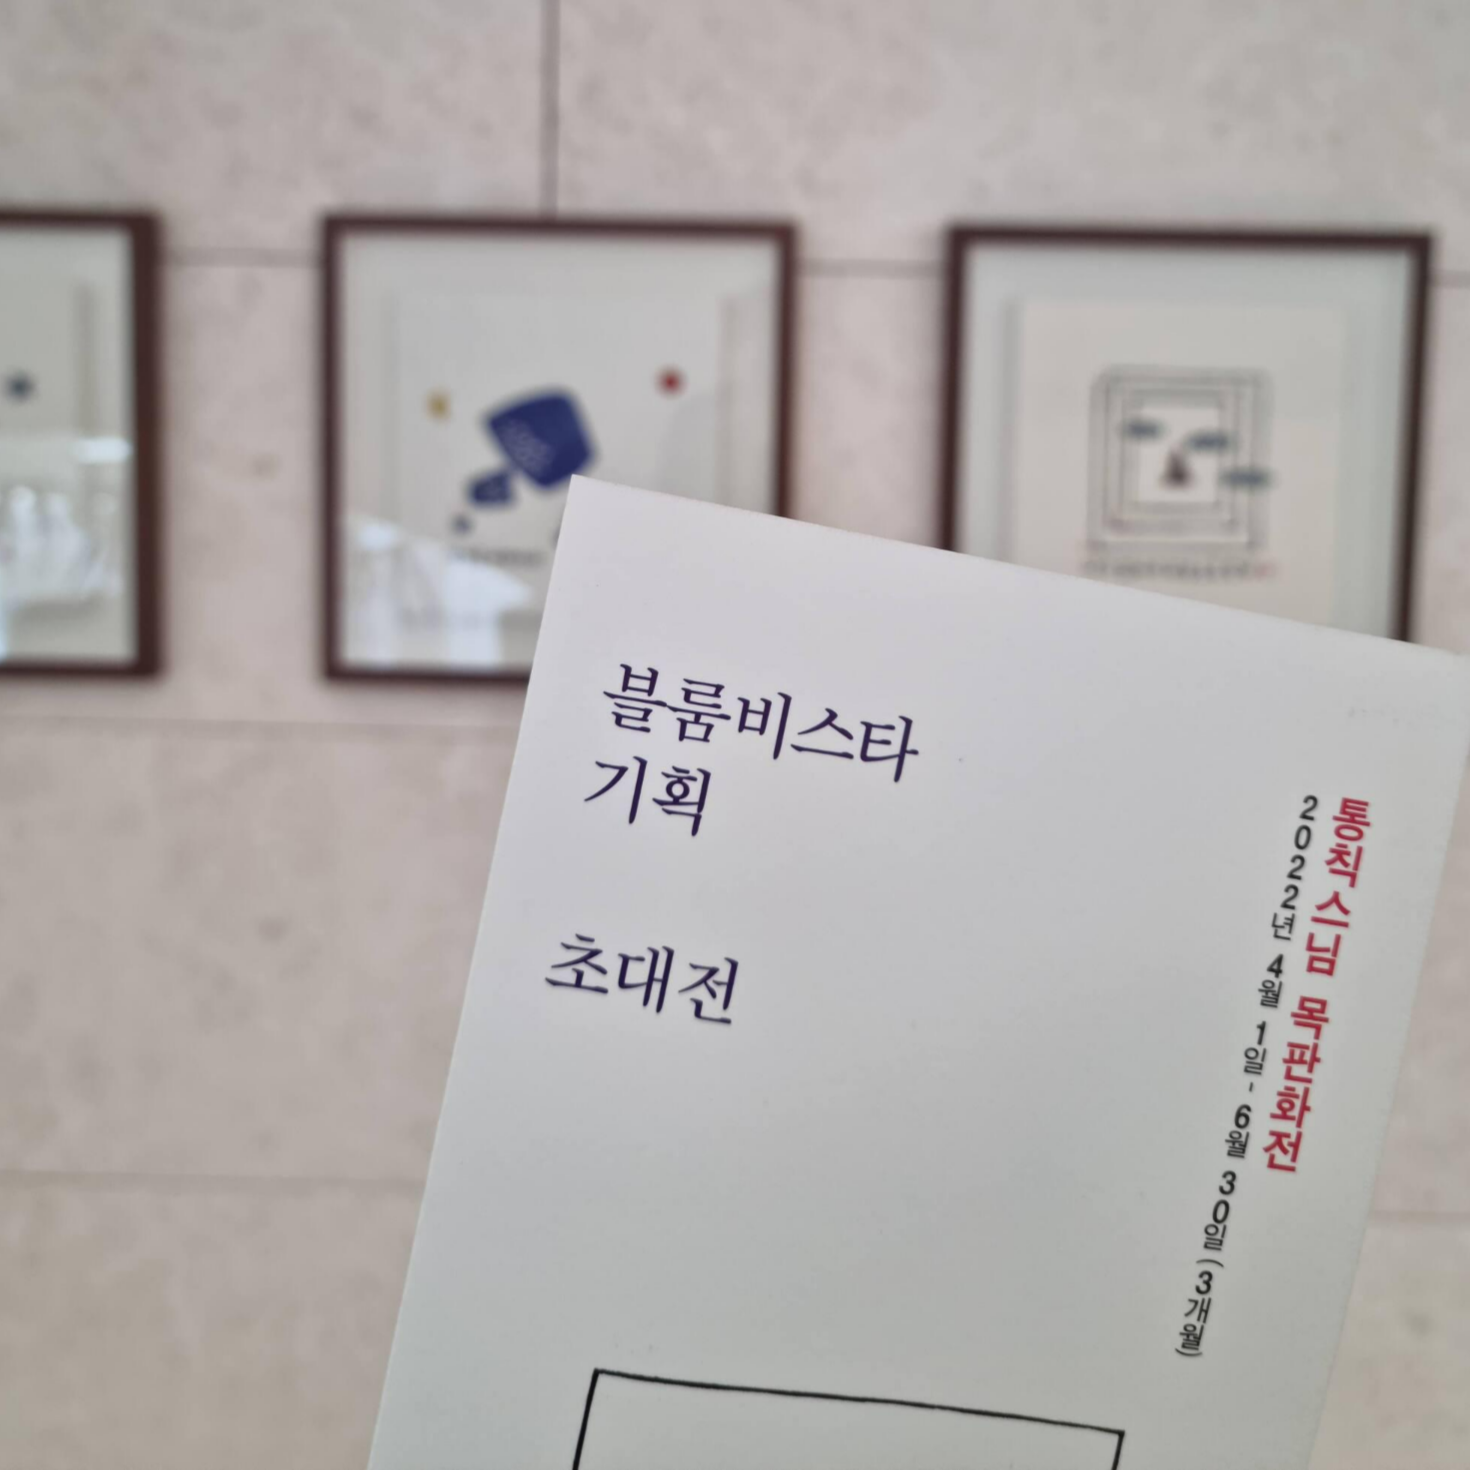 블룸비스타
기획
초대전
통칙스님 목판화전
2022년 4월 1일 - 6월 30일 (3개월)